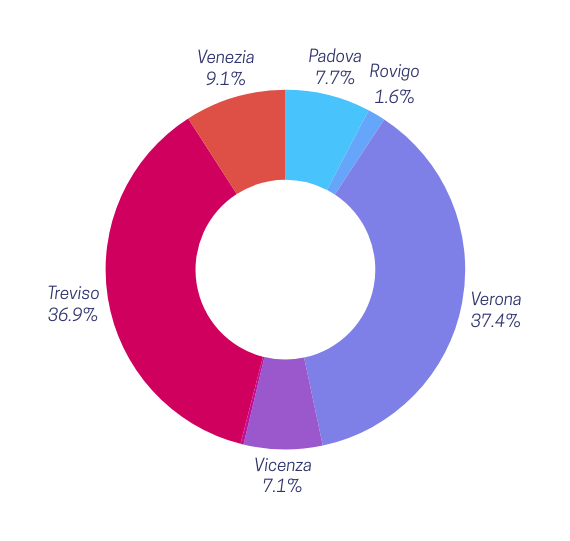 Venezia
9.1%
Padova
7.7%
Rovigo
1.6%
Treviso
36.9%
Verona
37.4%
Vicenza
7.1%